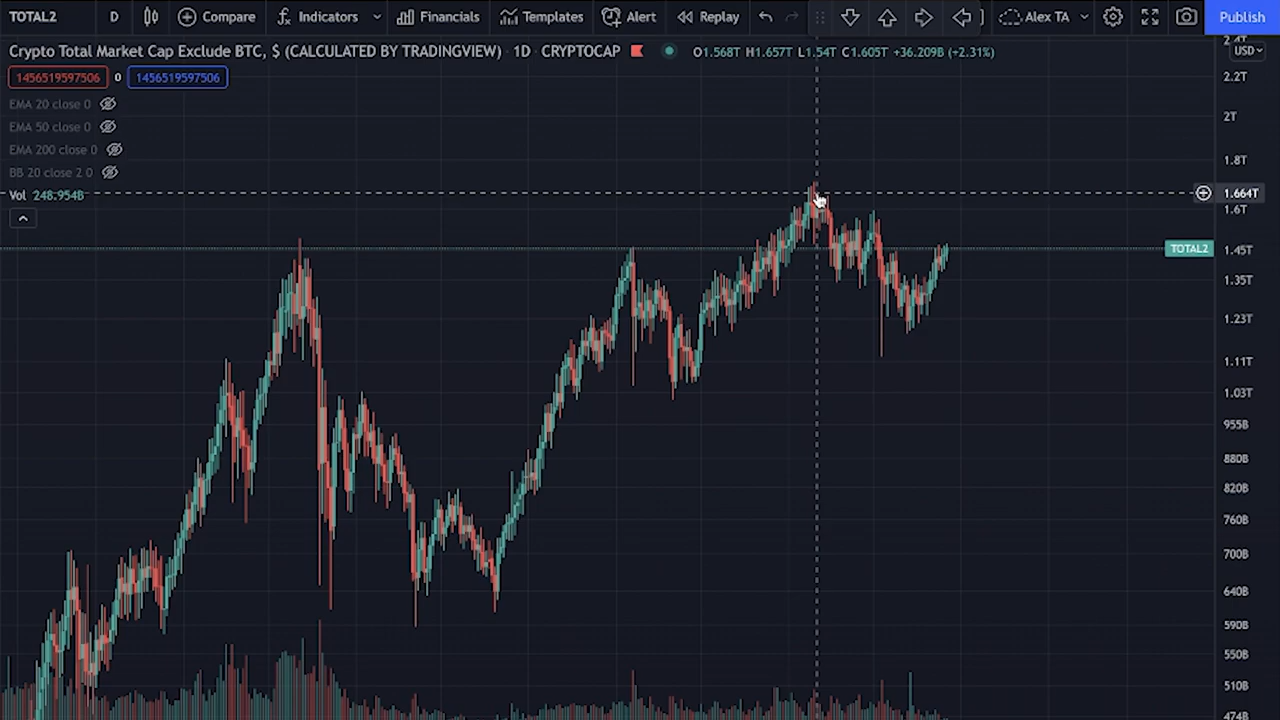 TOTAL2 D Compare Indicators Financials Templates Alert Replay Alex TA Publish
Crypto Total Market Cap Exclude BTC, $ (CALCULATED BY TRADINGVIEW) · 1D CRYPTOCAP O1.568T H1.657T L1.54T C1.605T +36.209B (+2.31%)
USD
1456519597506 0 1456519597506
EMA 20 close 0
EMA 50 close 0
EMA 200 close 0
BB 20 close 2 0
Vol 248.954B
2.4T
2.2T
2T
1.8T
1.664T
1.6T
TOTAL2 1.45T
1.35T
1.23T
1.11T
1.03T
955B
880B
820B
760B
700B
640B
590B
550B
510B
474B